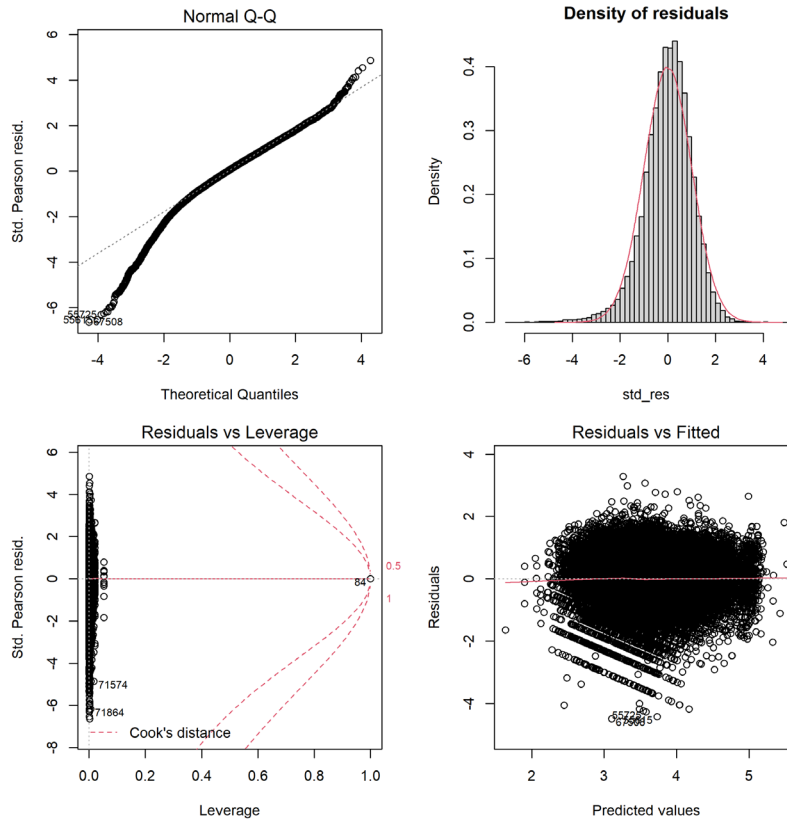 Normal Q-Q
Std. Pearson resid.
4
2
0
-2
-4
-6
-4 -2 0 2 4
Theoretical Quantiles
Density of residuals
Density
0.4
0.3
0.2
0.1
0.0
-6 -4 -2 0 2 4
std_res
Residuals vs Leverage
Std. Pearson resid.
6
4
2
0
-2
-4
-6
-8
84
0.5
1
71574
71864
Cook's distance
0.0 0.2 0.4 0.6 0.8 1.0
Leverage
Residuals vs Fitted
Residuals
4
2
0
-2
-4
2 3 4 5
Predicted values